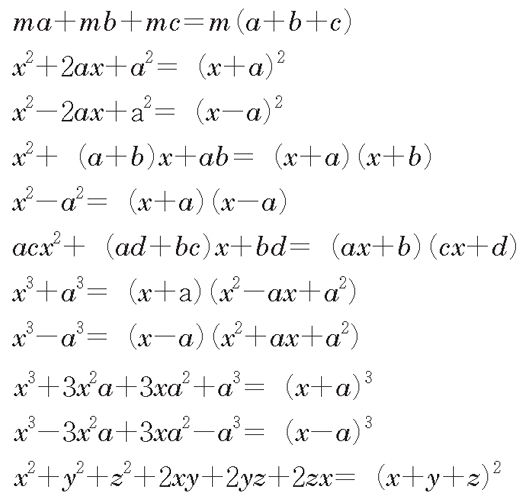 ma+mb+mc=m(a+b+c)
x²+2ax+a²= (x+a)²
x²−2ax+a²= (x−a)²
x²+ (a+b)x+ab= (x+a)(x+b)
x²−a²= (x+a)(x−a)
acx²+ (ad+bc)x+bd= (ax+b)(cx+d)
x³+a³= (x+a)(x²−ax+a²)
x³−a³= (x−a)(x²+ax+a²)
x³+3x²a+3xa²+a³= (x+a)³
x³−3x²a+3xa²−a³= (x−a)³
x²+y²+z²+2xy+2yz+2zx= (x+y+z)²